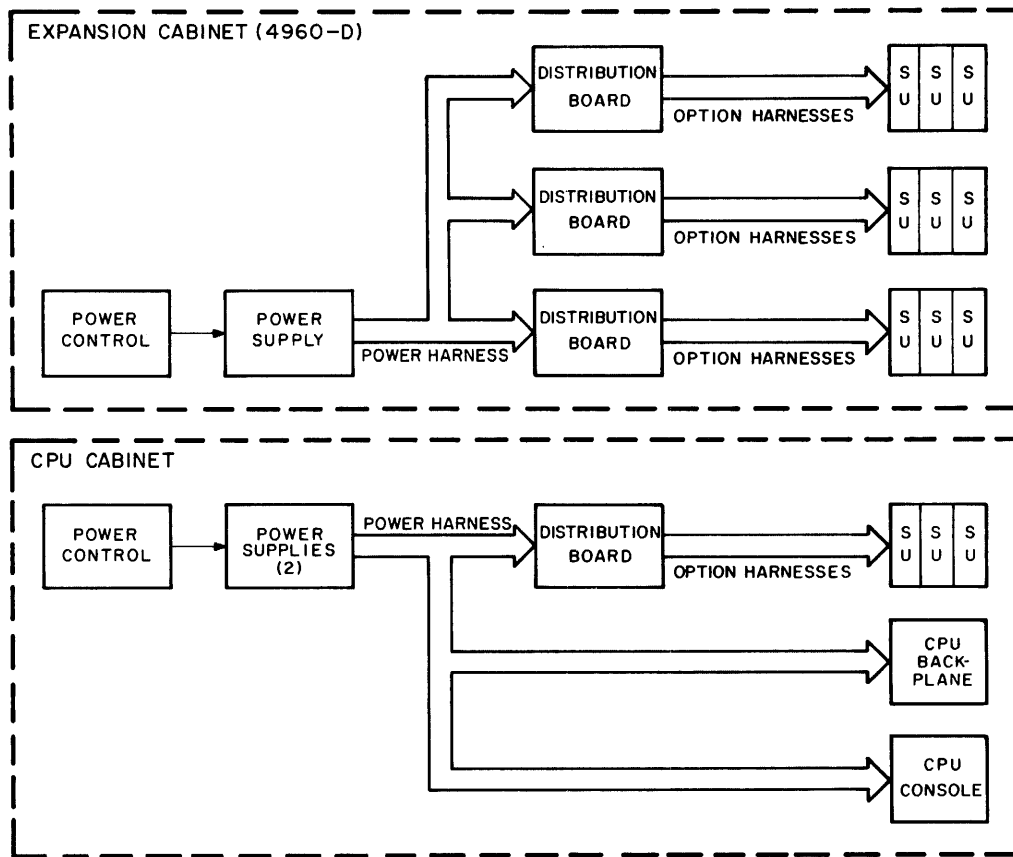 EXPANSION CABINET (4960-D)
DISTRIBUTION
BOARD
OPTION HARNESSES
S S S
U U U
DISTRIBUTION
BOARD
OPTION HARNESSES
S S S
U U U
POWER
CONTROL
POWER
SUPPLY
POWER HARNESS
DISTRIBUTION
BOARD
OPTION HARNESSES
S S S
U U U
CPU CABINET
POWER
CONTROL
POWER
SUPPLIES
(2)
POWER HARNESS
DISTRIBUTION
BOARD
OPTION HARNESSES
S S S
U U U
CPU
BACK-
PLANE
CPU
CONSOLE